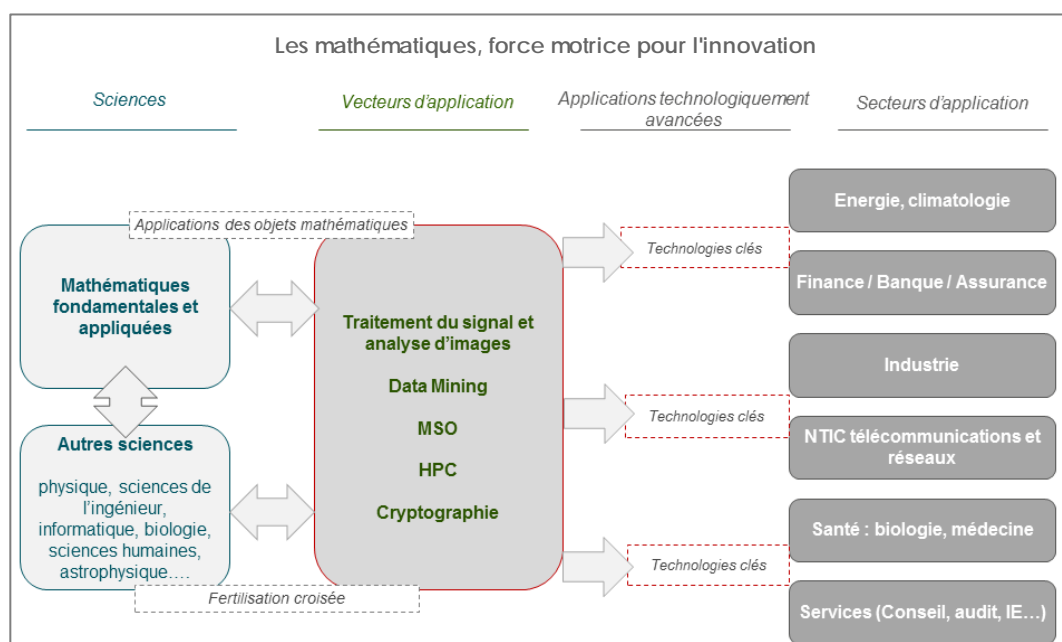 Les mathématiques, force motrice pour l'innovation
Sciences
Vecteurs d'application
Applications technologiquement
avancées
Secteurs d'application
Applications des objets mathématiques
Mathématiques
fondamentales et
appliquées
Autres sciences
physique, sciences de
l'ingénieur,
informatique, biologie,
sciences humaines,
astrophysique….
Fertilisation croisée
Traitement du signal et
analyse d'images
Data Mining
MSO
HPC
Cryptographie
Technologies clés
Technologies clés
Technologies clés
Energie, climatologie
Finance / Banque / Assurance
Industrie
NTIC télécommunications et
réseaux
Santé : biologie, médecine
Services (Conseil, audit, IE…)